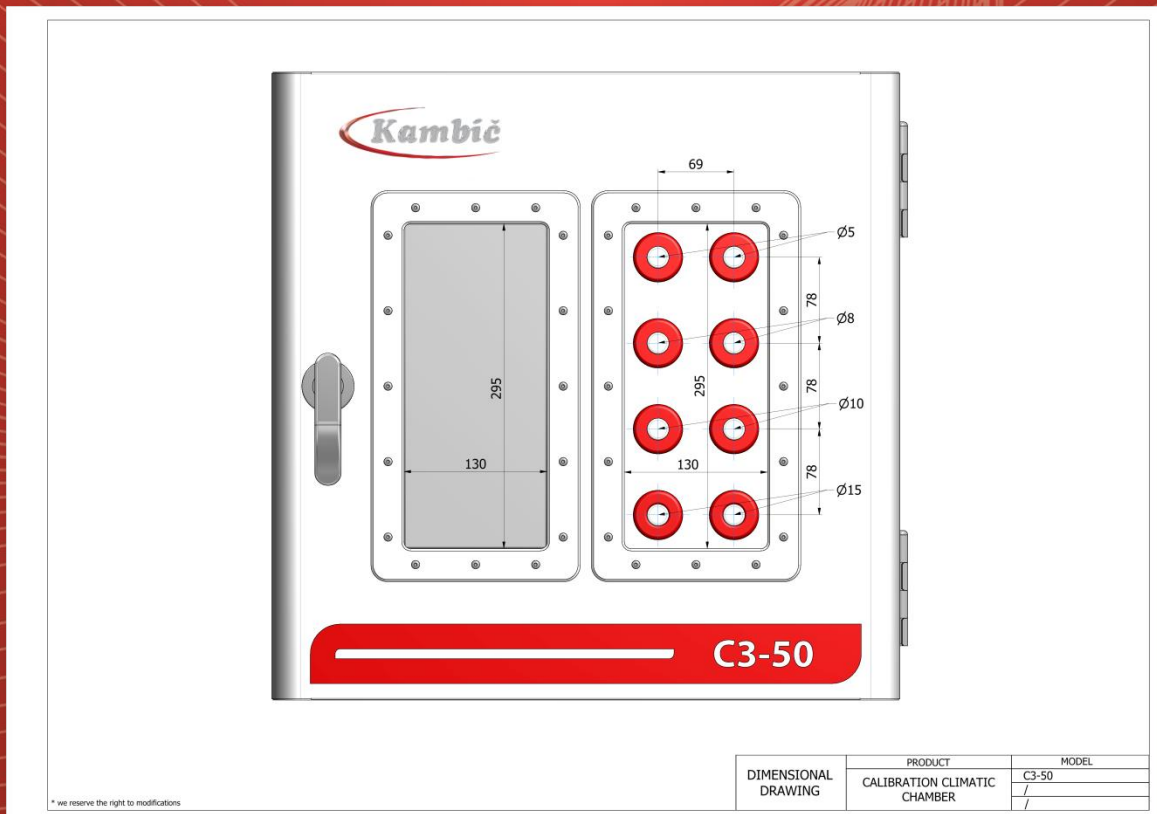 Kambič
69
Ø5
78
Ø8
295
295
78
Ø10
130
130
78
Ø15
C3-50
DIMENSIONAL
DRAWING
PRODUCT
CALIBRATION CLIMATIC
CHAMBER
MODEL
C3-50
/
/
* we reserve the right to modifications